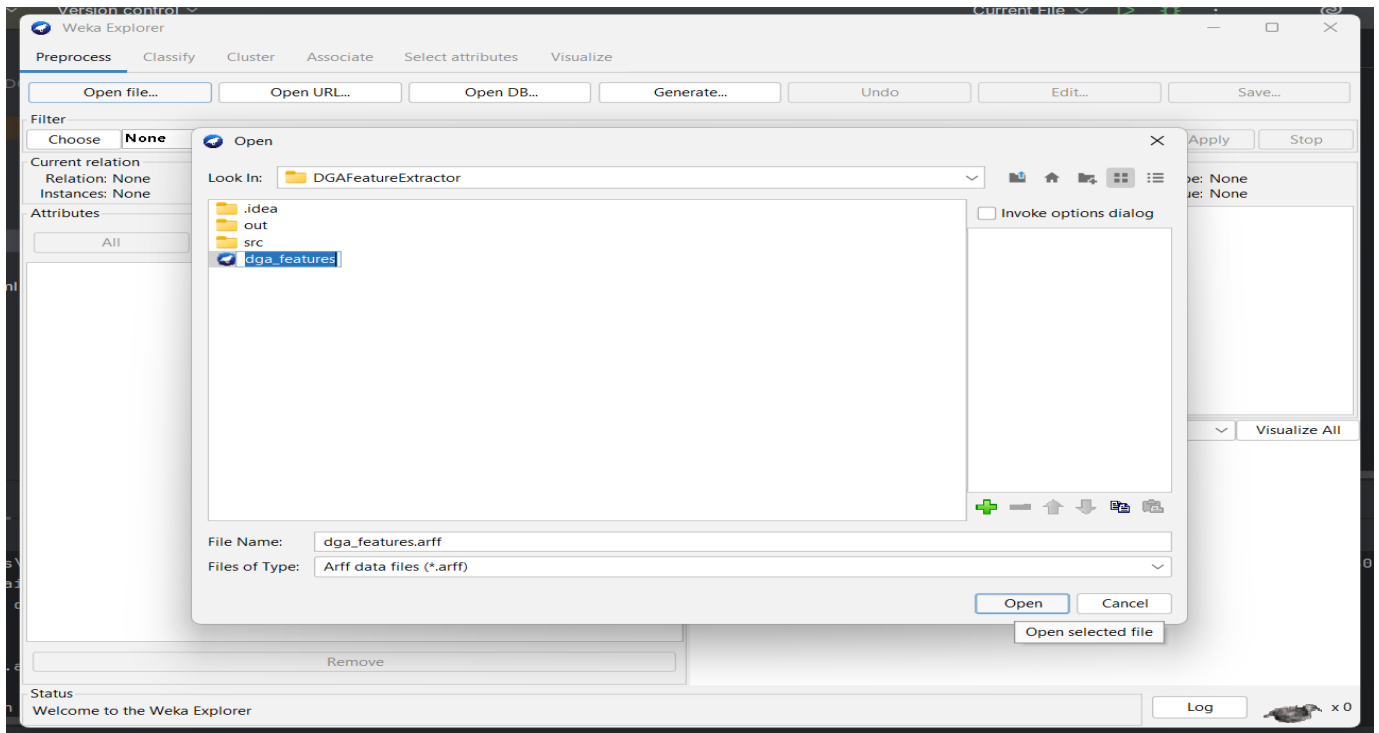 Version control
Current File
Weka Explorer
Preprocess Classify Cluster Associate Select attributes Visualize
Open file... Open URL... Open DB... Generate... Undo Edit... Save...
Filter
Choose None Apply Stop
Current relation
Relation: None
Instances: None
pe: None
ue: None
Attributes
All
Open
Look In: DGAFeatureExtractor
.idea
out
src
dga_features
Invoke options dialog
File Name: dga_features.arff
Files of Type: Arff data files (*.arff)
Open Cancel
Open selected file
Visualize All
Remove
Status
Welcome to the Weka Explorer
Log x 0